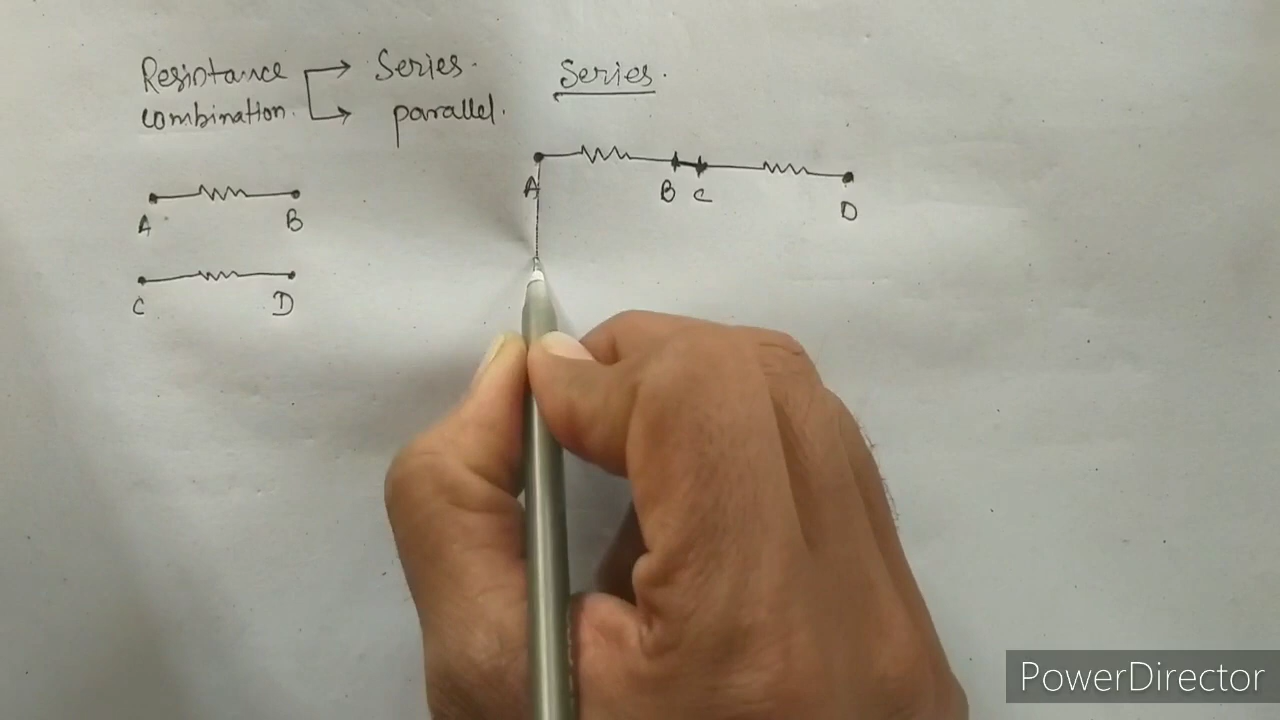 Resistance → Series.
combination. → parallel.
Series.
A B
C D
A B C D
PowerDirector